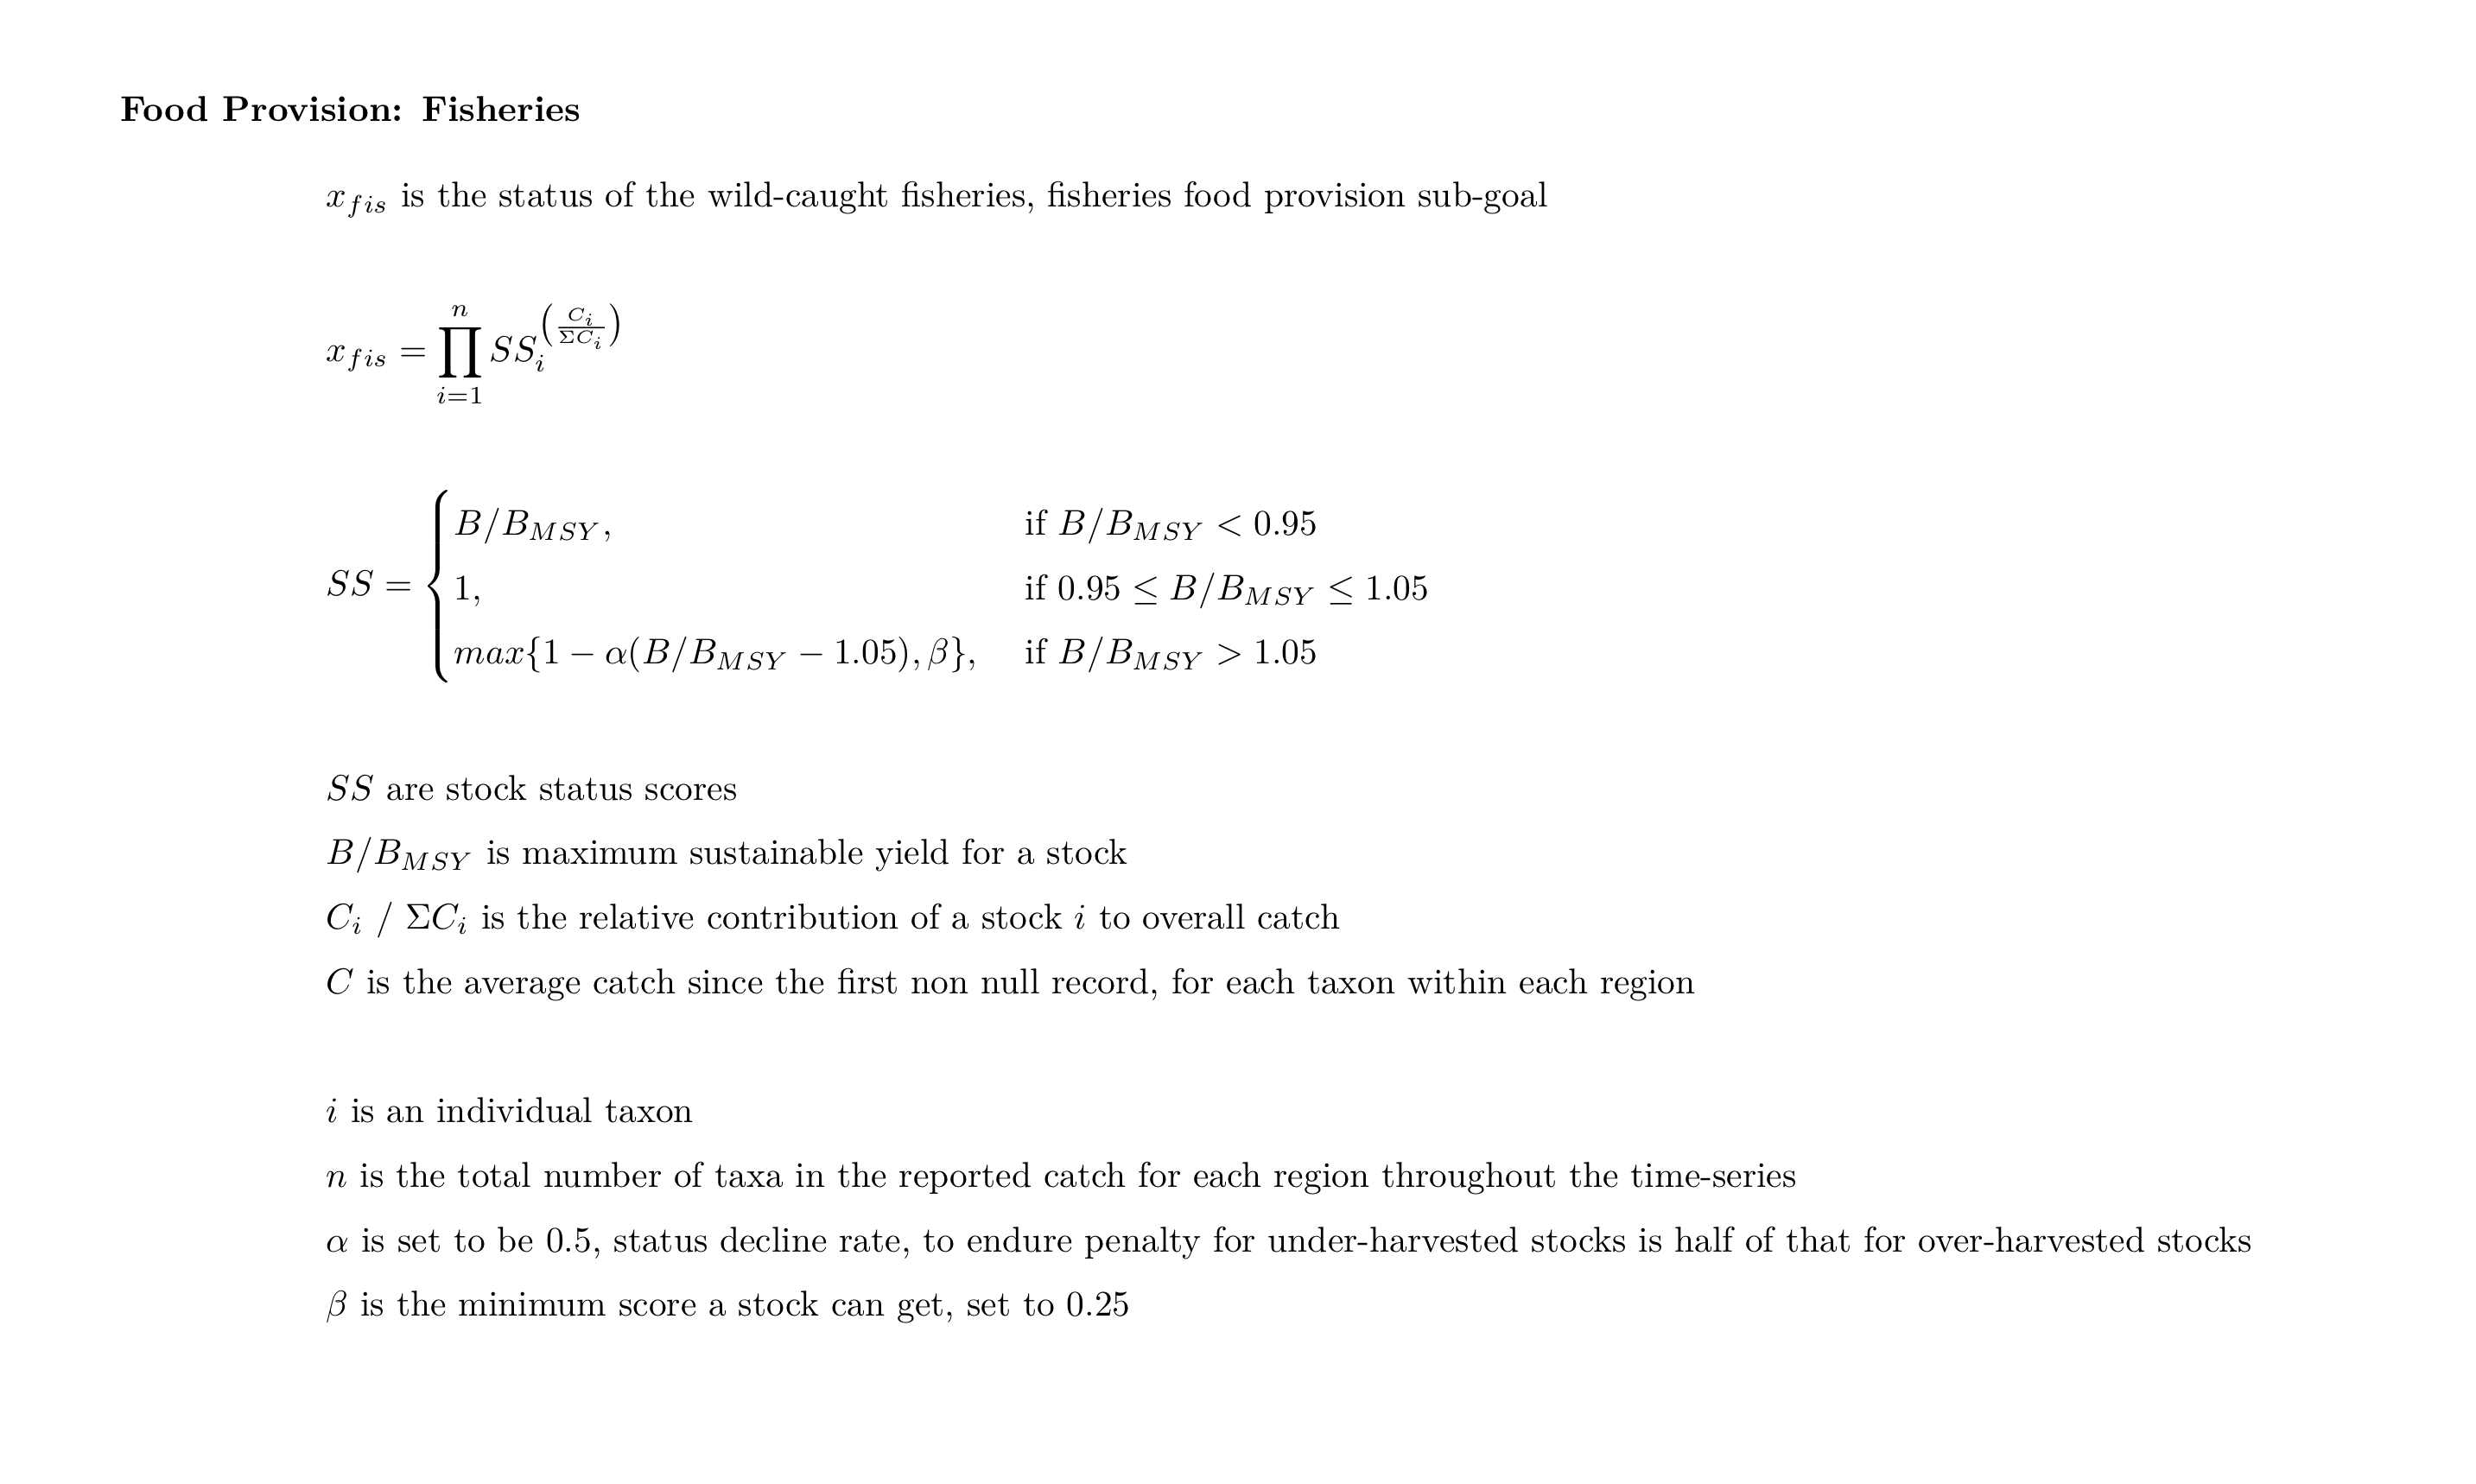 Food Provision: Fisheries
x_{fis} is the status of the wild-caught fisheries, fisheries food provision sub-goal
x_{fis} = \prod_{i=1}^{n} SS_i^{\left(\frac{C_i}{\Sigma C_i}\right)}
SS = \begin{cases} B/B_{MSY}, & \text{if } B/B_{MSY} < 0.95 \\ 1, & \text{if } 0.95 \leq B/B_{MSY} \leq 1.05 \\ max\{1 - \alpha(B/B_{MSY} - 1.05), \beta\}, & \text{if } B/B_{MSY} > 1.05 \end{cases}
SS are stock status scores
B/B_{MSY} is maximum sustainable yield for a stock
C_i / ΣC_i is the relative contribution of a stock i to overall catch
C is the average catch since the first non null record, for each taxon within each region
i is an individual taxon
n is the total number of taxa in the reported catch for each region throughout the time-series
α is set to be 0.5, status decline rate, to endure penalty for under-harvested stocks is half of that for over-harvested stocks
β is the minimum score a stock can get, set to 0.25